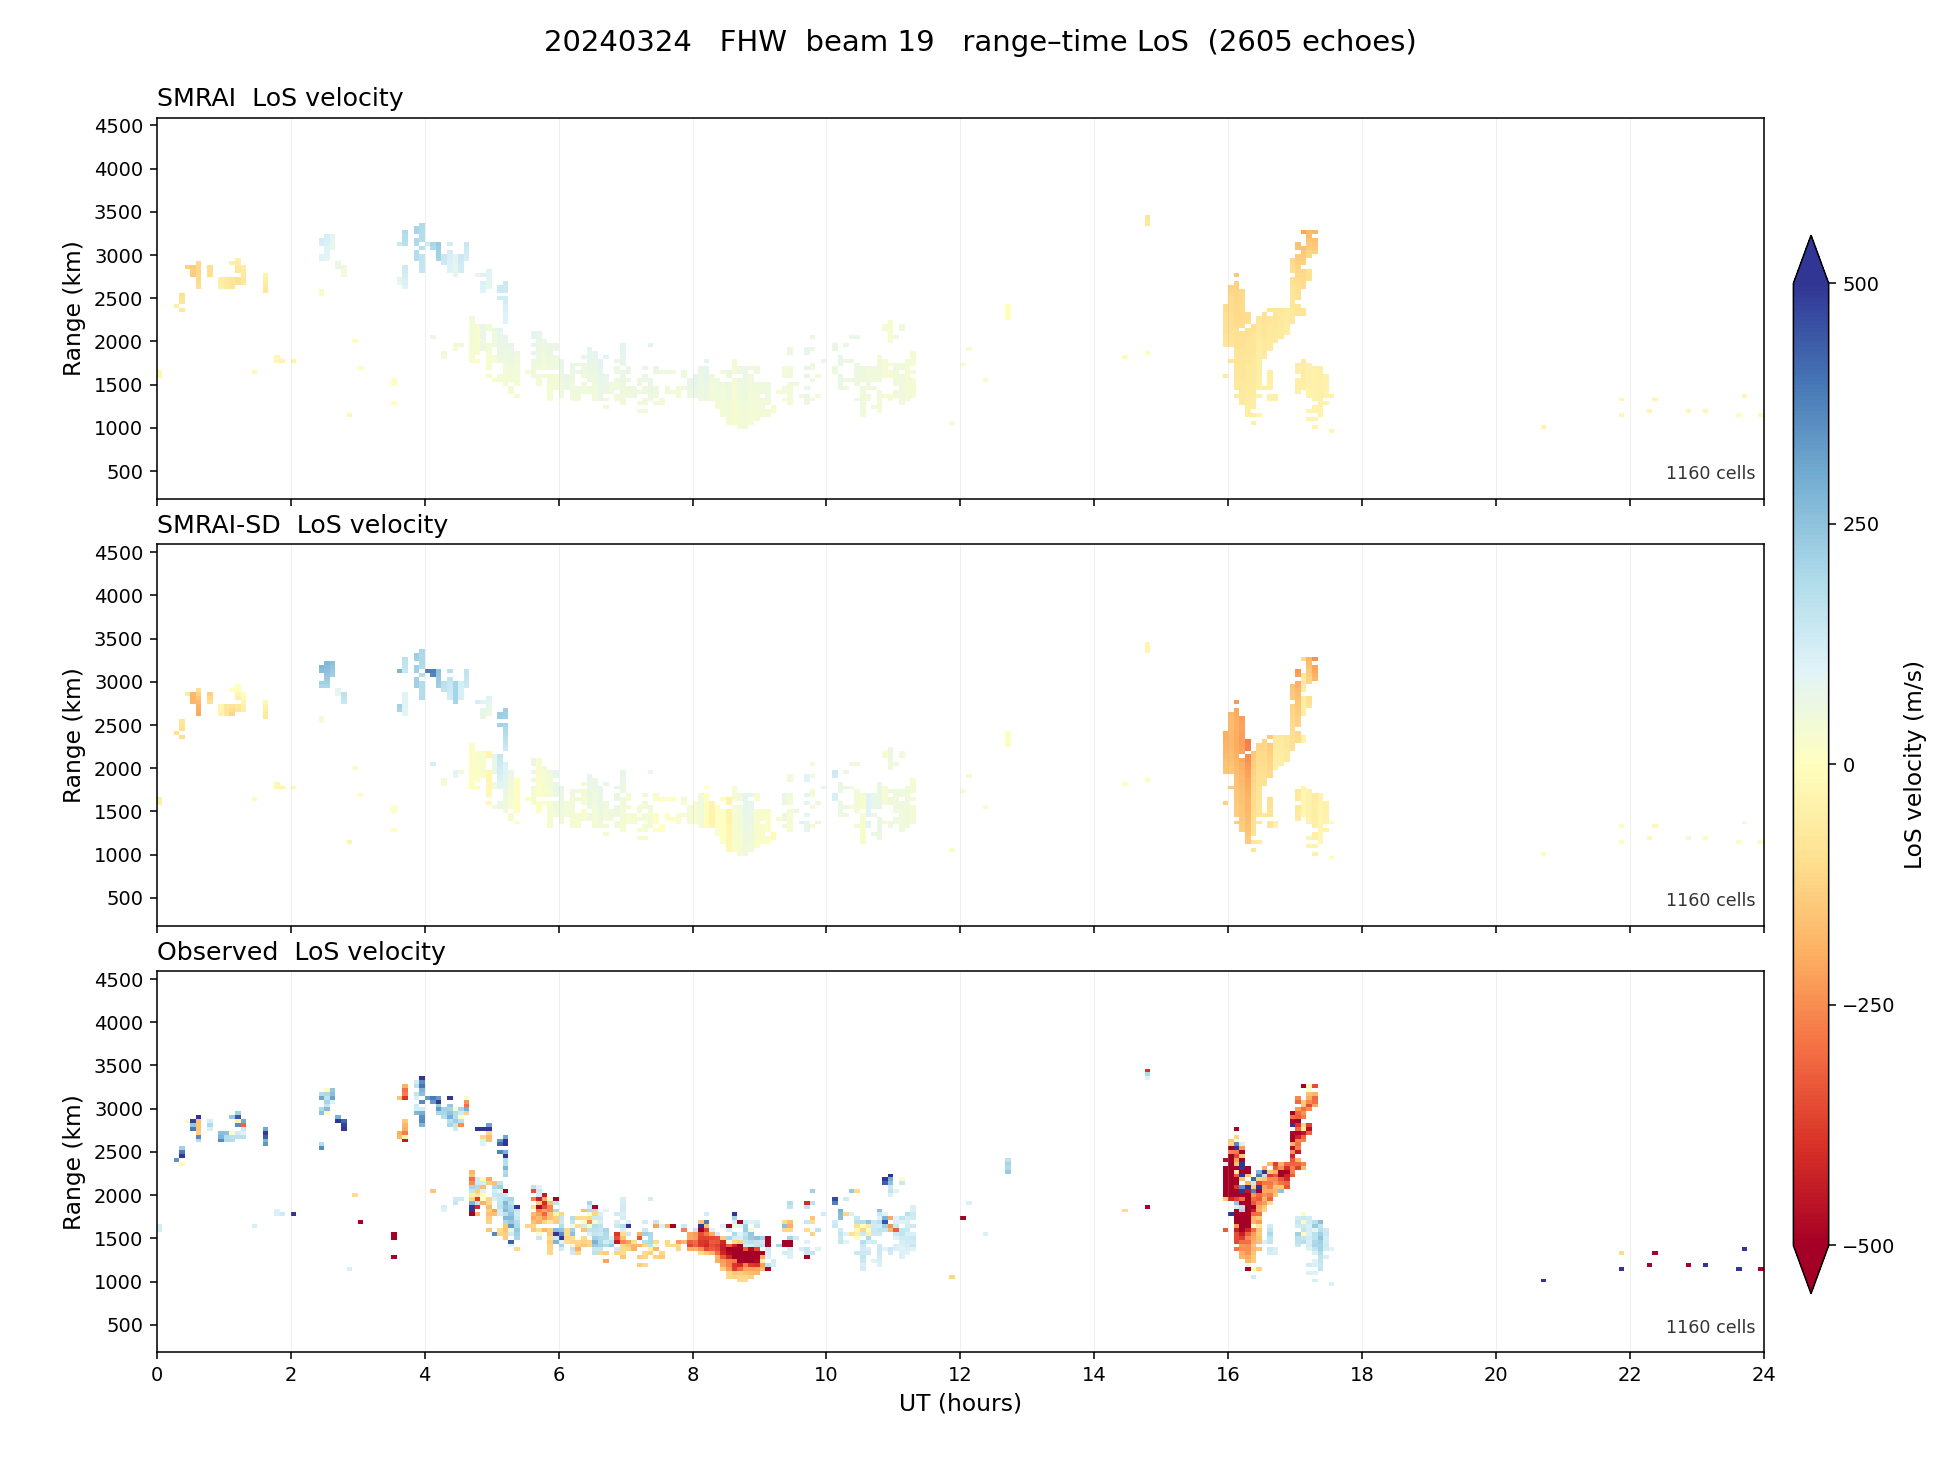 20240324 FHW beam 19 range–time LoS (2605 echoes)
SMRAI LoS velocity
4500
4000
3500
3000
2500
2000
1500
1000
500
Range (km)
1160 cells
SMRAI-SD LoS velocity
4500
4000
3500
3000
2500
2000
1500
1000
500
Range (km)
1160 cells
Observed LoS velocity
4500
4000
3500
3000
2500
2000
1500
1000
500
Range (km)
1160 cells
0 2 4 6 8 10 12 14 16 18 20 22 24
UT (hours)
500
250
0
−250
−500
LoS velocity (m/s)